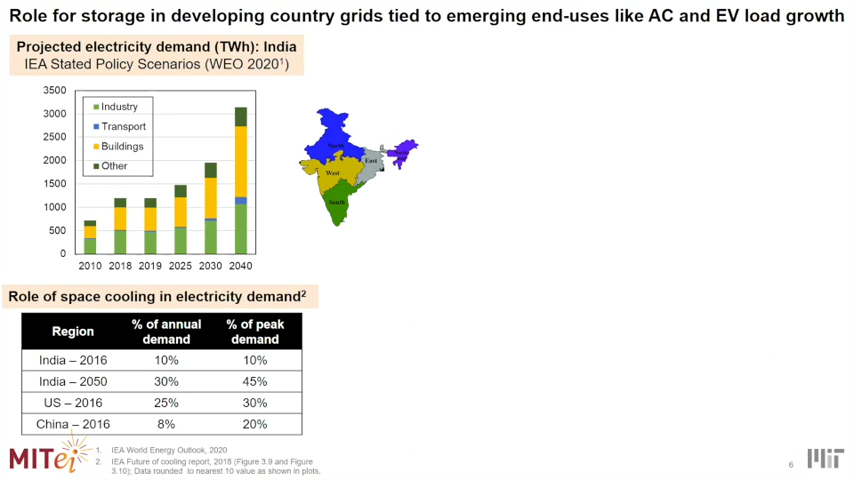 Role for storage in developing country grids tied to emerging end-uses like AC and EV load growth
Projected electricity demand (TWh): India
IEA Stated Policy Scenarios (WEO 2020¹)
3500
3000
2500
2000
1500
1000
500
0
Industry
Transport
Buildings
Other
2010 2018 2019 2025 2030 2040
North
East
West
South
Role of space cooling in electricity demand²
Region % of annual demand % of peak demand
India – 2016 10% 10%
India – 2050 30% 45%
US – 2016 25% 30%
China – 2016 8% 20%
MITei
1. IEA World Energy Outlook, 2020
2. IEA Future of cooling report, 2018 (Figure 3.9 and Figure
3.10); Data rounded to nearest 10 value as shown in plots.
6
MIT